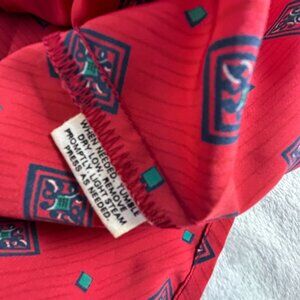 WHEN NEEDED, TUMBLE
DRY LOW, REMOVE
PROMPTLY. LIGHT STEAM
PRESS AS NEEDED.